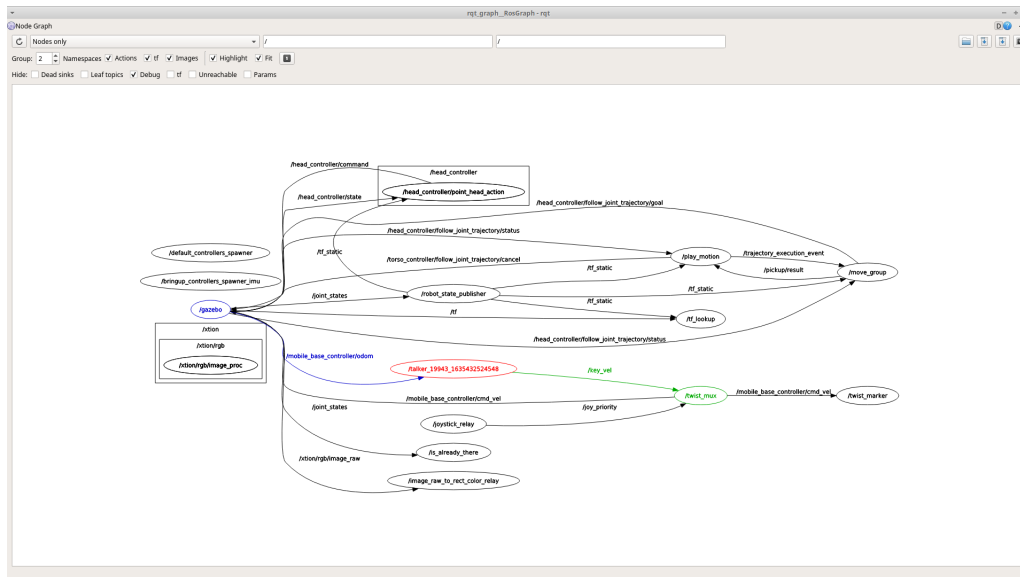 rqt_graph__RosGraph - rqt
Node Graph
D
Nodes only
/
/
Group: 2 Namespaces Actions tf Images Highlight Fit
Hide: Dead sinks Leaf topics Debug tf Unreachable Params
/head_controller/command
/head_controller
/head_controller/point_head_action
/head_controller/state
/head_controller/follow_joint_trajectory/goal
/head_controller/follow_joint_trajectory/status
/default_controllers_spawner
/tf_static
/trajectory_execution_event
/play_motion
/torso_controller/follow_joint_trajectory/cancel
/tf_static
/pickup/result
/move_group
/bringup_controllers_spawner_imu
/joint_states
/robot_state_publisher
/tf_static
/tf_static
/gazebo
/tf
/tf_lookup
/xtion
/head_controller/follow_joint_trajectory/status
/xtion/rgb
/mobile_base_controller/odom
/xtion/rgb/image_proc
/talker_19943_1635432524548
/key_vel
/mobile_base_controller/cmd_vel
/twist_mux
/mobile_base_controller/cmd_vel
/twist_marker
/joint_states
/joy_priority
/joystick_relay
/is_already_there
/xtion/rgb/image_raw
/image_raw_to_rect_color_relay